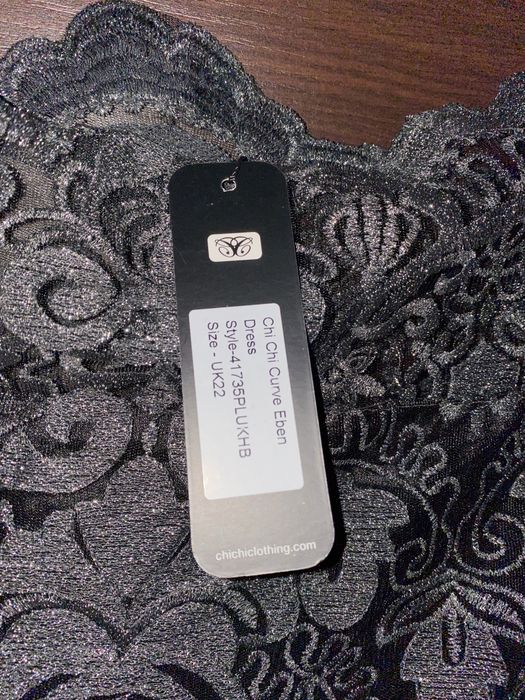 Chi Chi Curve Eben
Dress
Style-41735PLUKHB
Size - UK22
chichiclothing.com